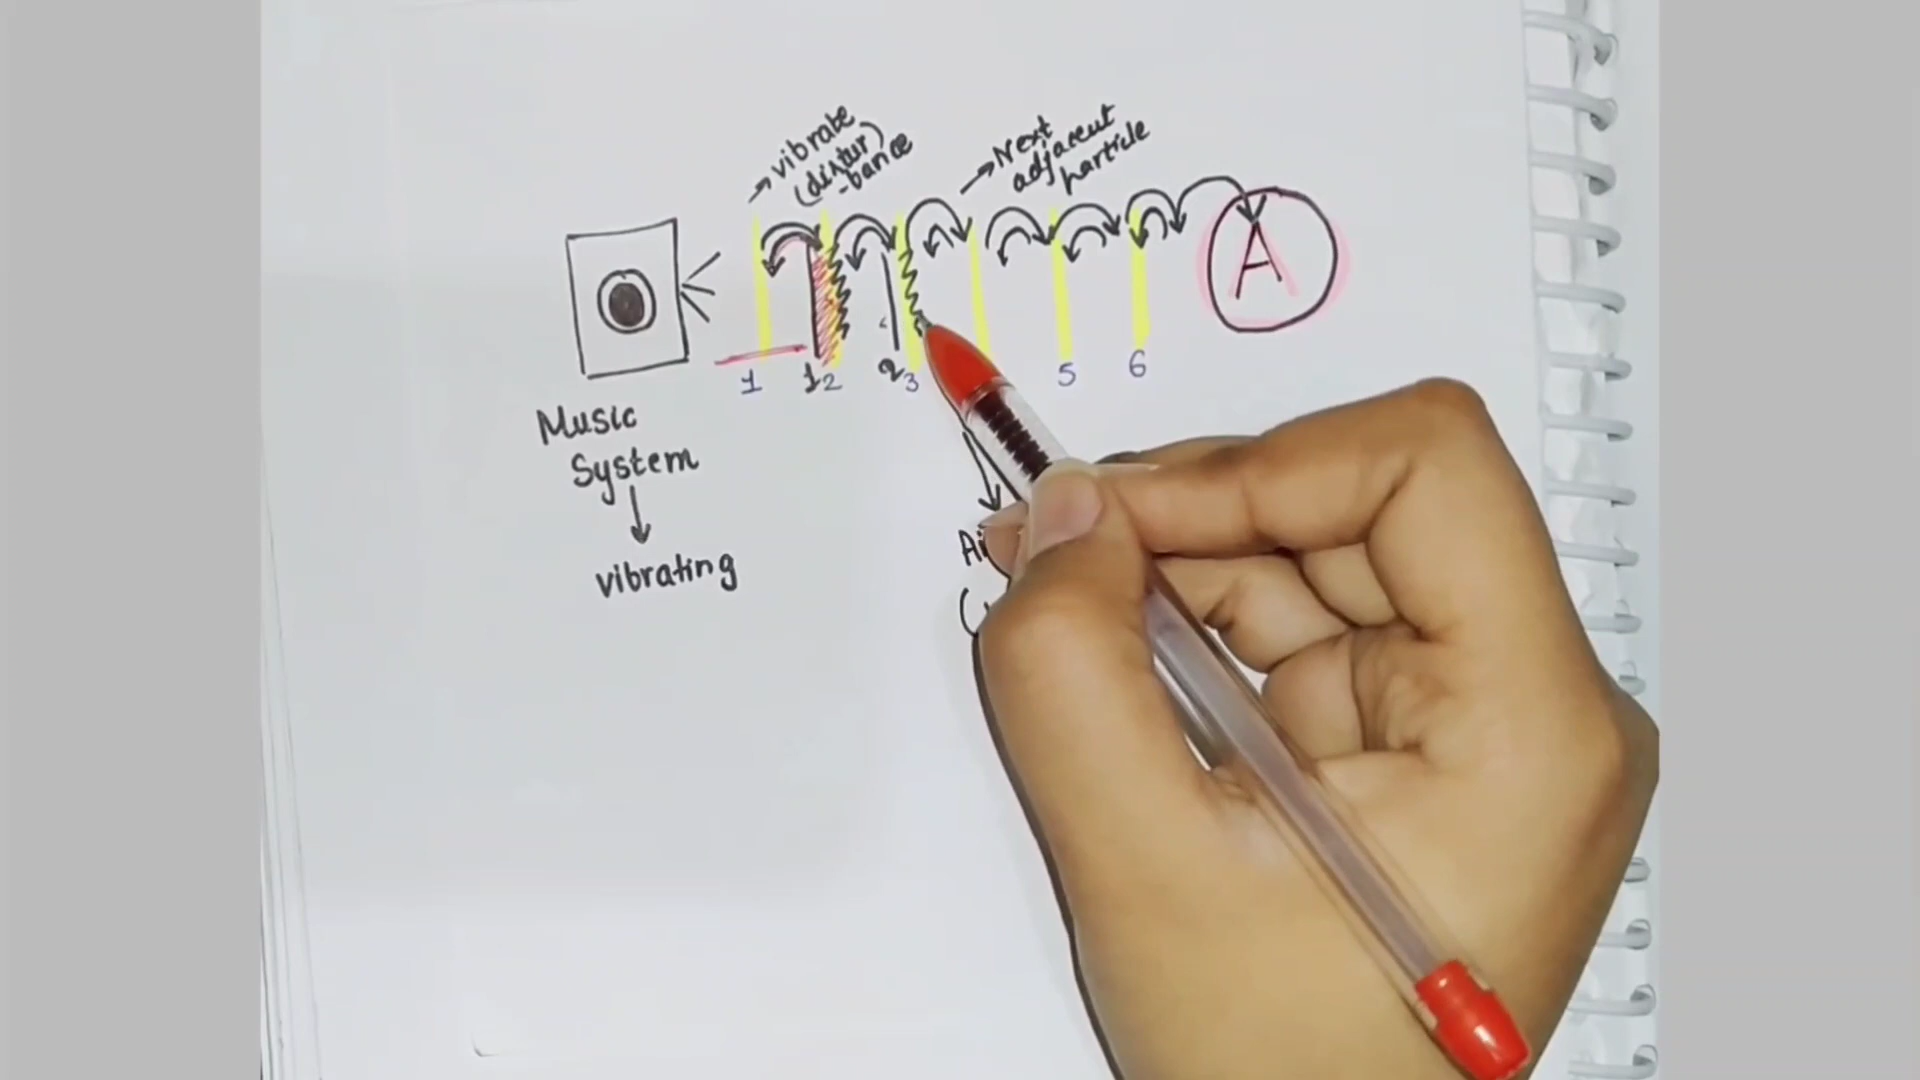 → vibrate
(distur)
-bance
→ Next
adjacent
particle
A
1 1 2 2 3 5 6
Music
System
↓
vibrating